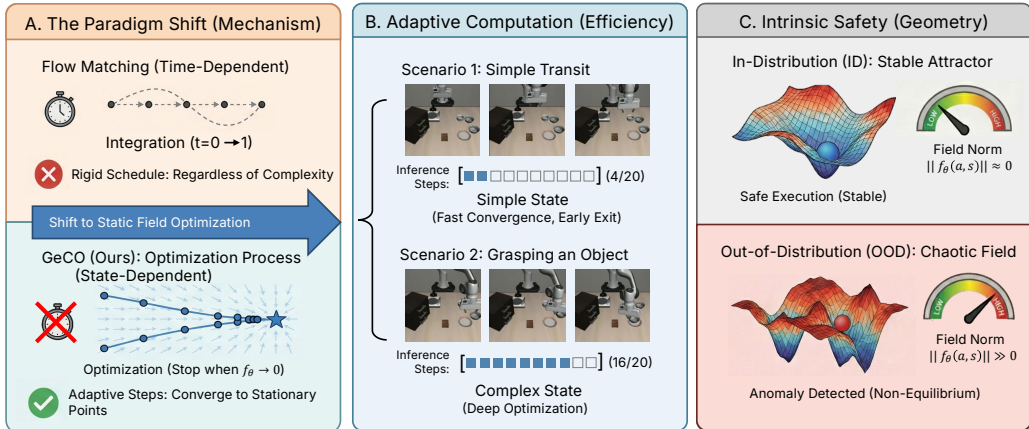 A. The Paradigm Shift (Mechanism)
Flow Matching (Time-Dependent)
Integration (t=0 →1)
Rigid Schedule: Regardless of Complexity
Shift to Static Field Optimization
GeCO (Ours): Optimization Process
(State-Dependent)
Optimization (Stop when f_θ → 0)
Adaptive Steps: Converge to Stationary
Points
B. Adaptive Computation (Efficiency)
Scenario 1: Simple Transit
Inference
Steps:
(4/20)
Simple State
(Fast Convergence, Early Exit)
Scenario 2: Grasping an Object
Inference
Steps:
(16/20)
Complex State
(Deep Optimization)
C. Intrinsic Safety (Geometry)
In-Distribution (ID): Stable Attractor
LOW
HIGH
Field Norm
|| f_θ(a, s)|| ≈ 0
Safe Execution (Stable)
Out-of-Distribution (OOD): Chaotic Field
LOW
HIGH
Field Norm
|| f_θ(a, s)|| ≫ 0
Anomaly Detected (Non-Equilibrium)